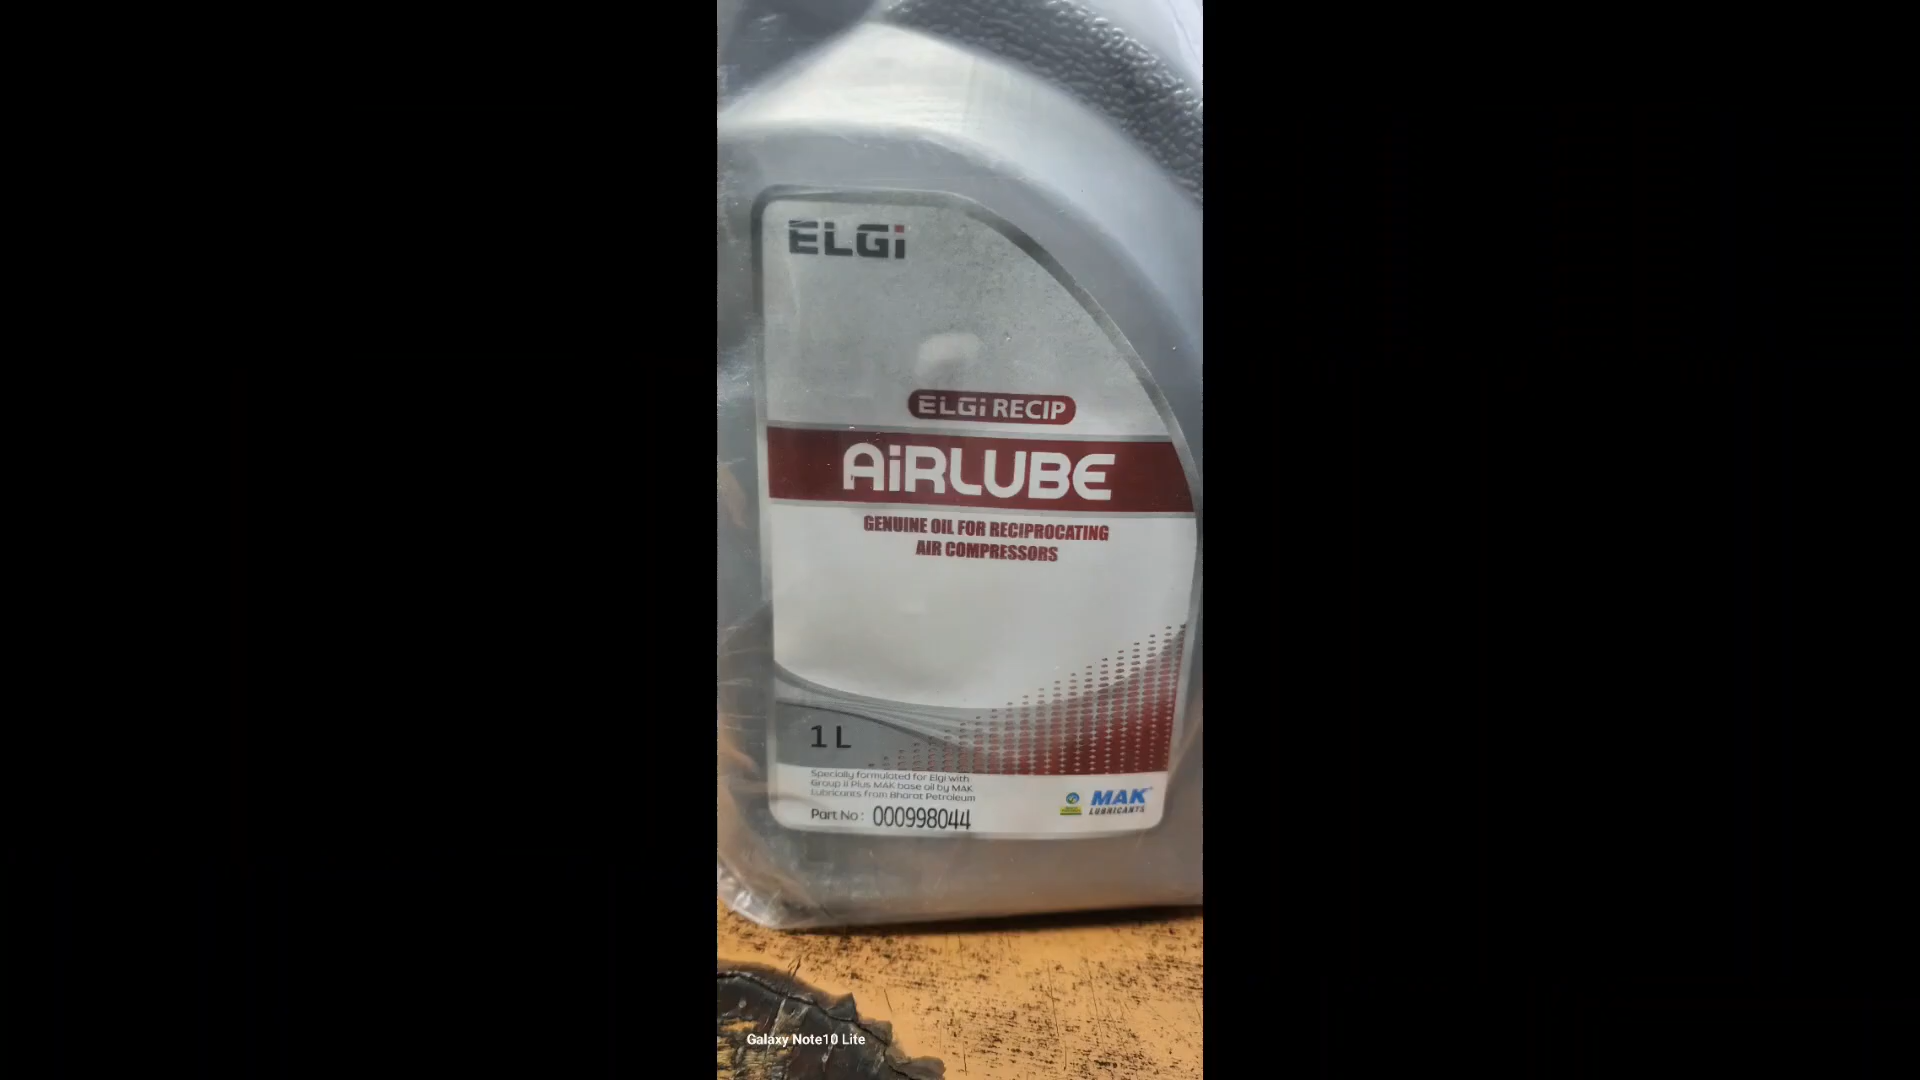 ELGi
ELGi RECIP
AiRLUBE
GENUINE OIL FOR RECIPROCATING
AIR COMPRESSORS
1 L
Specially formulated for Elgi with
Group II Plus MAK base oil by MAK
Lubricants from Bharat Petroleum
Part No : 000998044
MAK
LUBRICANTS
Galaxy Note10 Lite